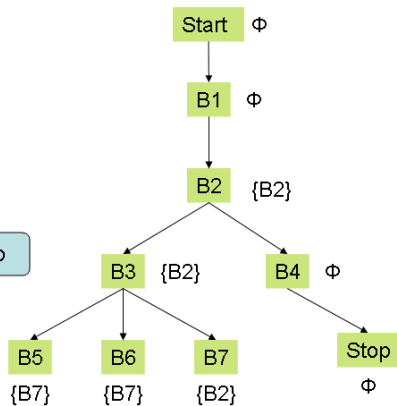 Start Φ
B1 Φ
B2 {B2}
B3 {B2} B4 Φ
B5 B6 B7 Stop
{B7} {B7} {B2} Φ